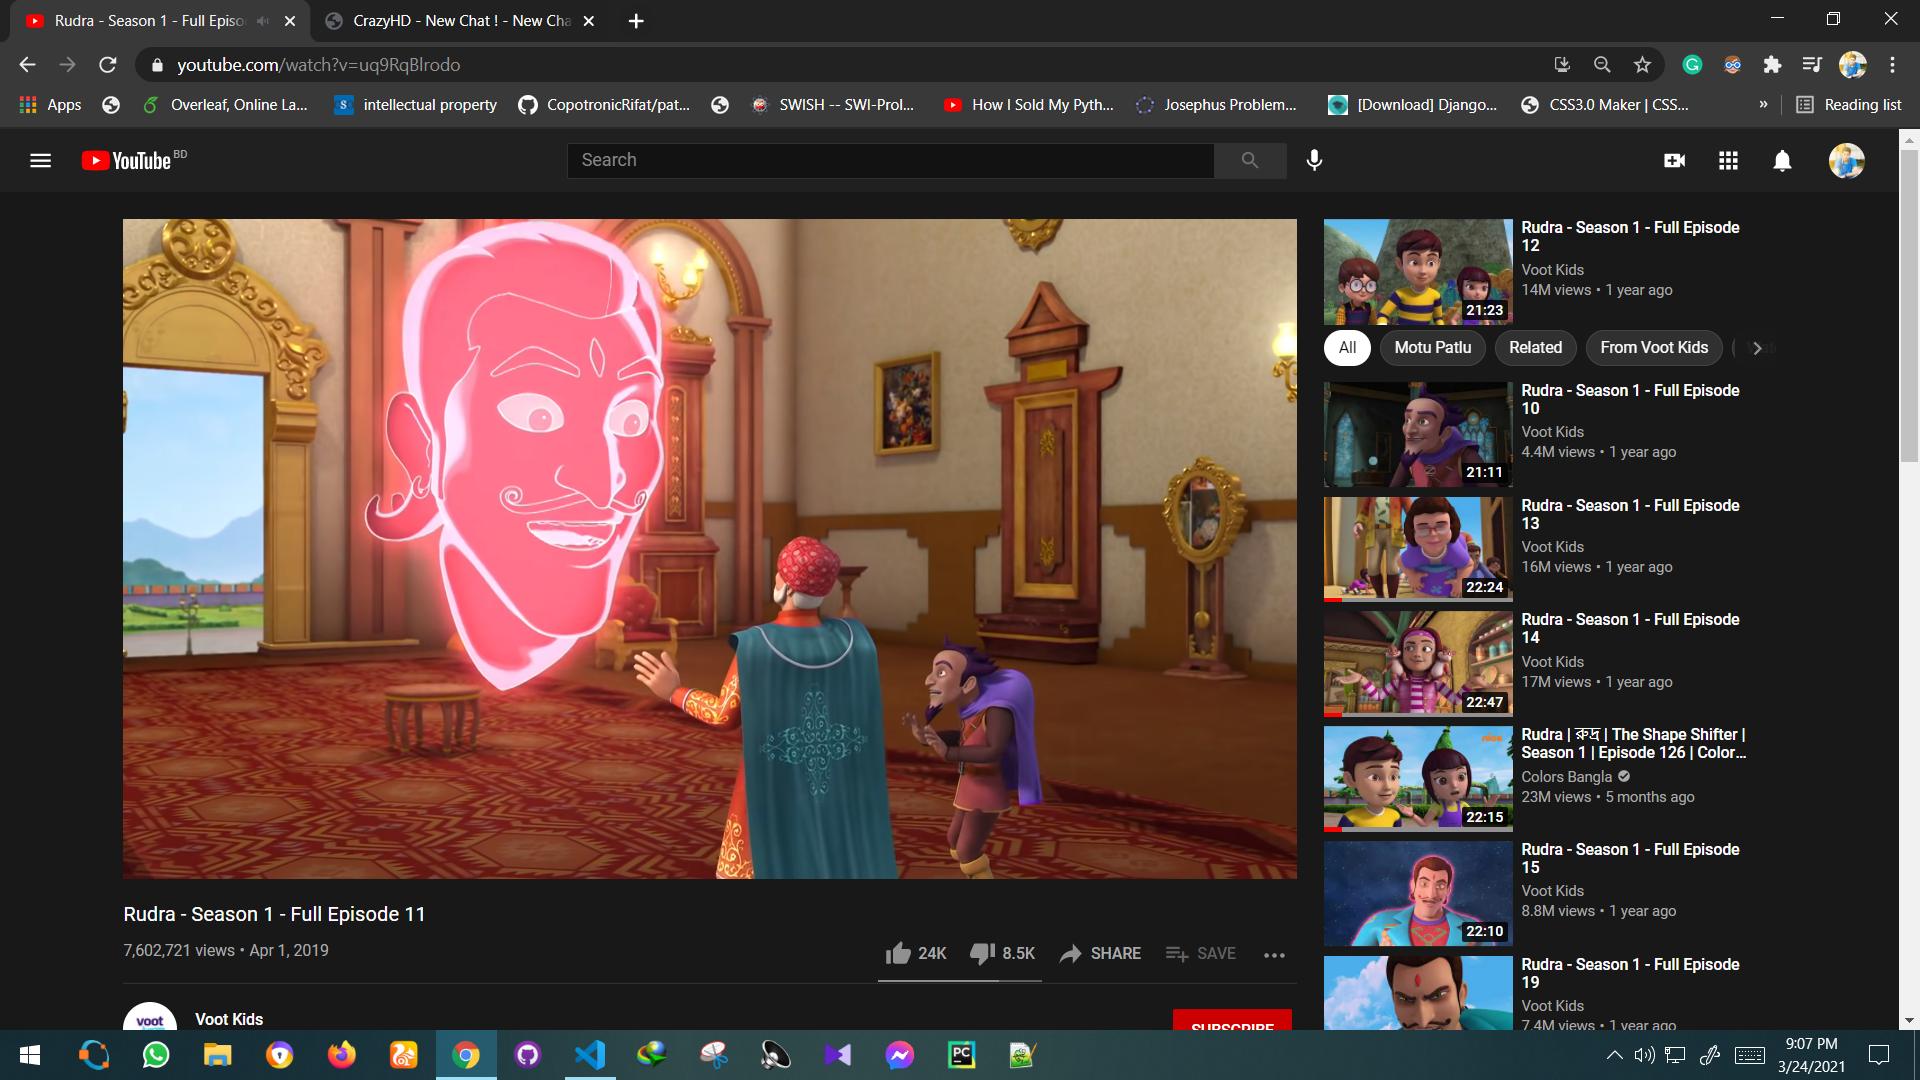 Rudra - Season 1 - Full Episo
CrazyHD - New Chat ! - New Cha
youtube.com/watch?v=uq9RqBlrodo
Apps
Overleaf, Online La...
intellectual property
CopotronicRifat/pat...
SWISH -- SWI-Prol...
How I Sold My Pyth...
Josephus Problem...
[Download] Django...
CSS3.0 Maker | CSS...
»
Reading list
YouTube BD
Search
Rudra - Season 1 - Full Episode
12
Voot Kids
14M views • 1 year ago
21:23
All
Motu Patlu
Related
From Voot Kids
Rudra - Season 1 - Full Episode
10
Voot Kids
4.4M views • 1 year ago
21:11
Rudra - Season 1 - Full Episode
13
Voot Kids
16M views • 1 year ago
22:24
Rudra - Season 1 - Full Episode
14
Voot Kids
17M views • 1 year ago
22:47
Rudra | রুদ্র | The Shape Shifter |
Season 1 | Episode 126 | Color...
Colors Bangla
23M views • 5 months ago
nick
22:15
Rudra - Season 1 - Full Episode
15
Voot Kids
8.8M views • 1 year ago
22:10
Rudra - Season 1 - Full Episode
19
Voot Kids
7.4M views • 1 year ago
Rudra - Season 1 - Full Episode 11
7,602,721 views • Apr 1, 2019
24K
8.5K
SHARE
SAVE
voot
Voot Kids
SUBSCRIBE
PC
9:07 PM
3/24/2021